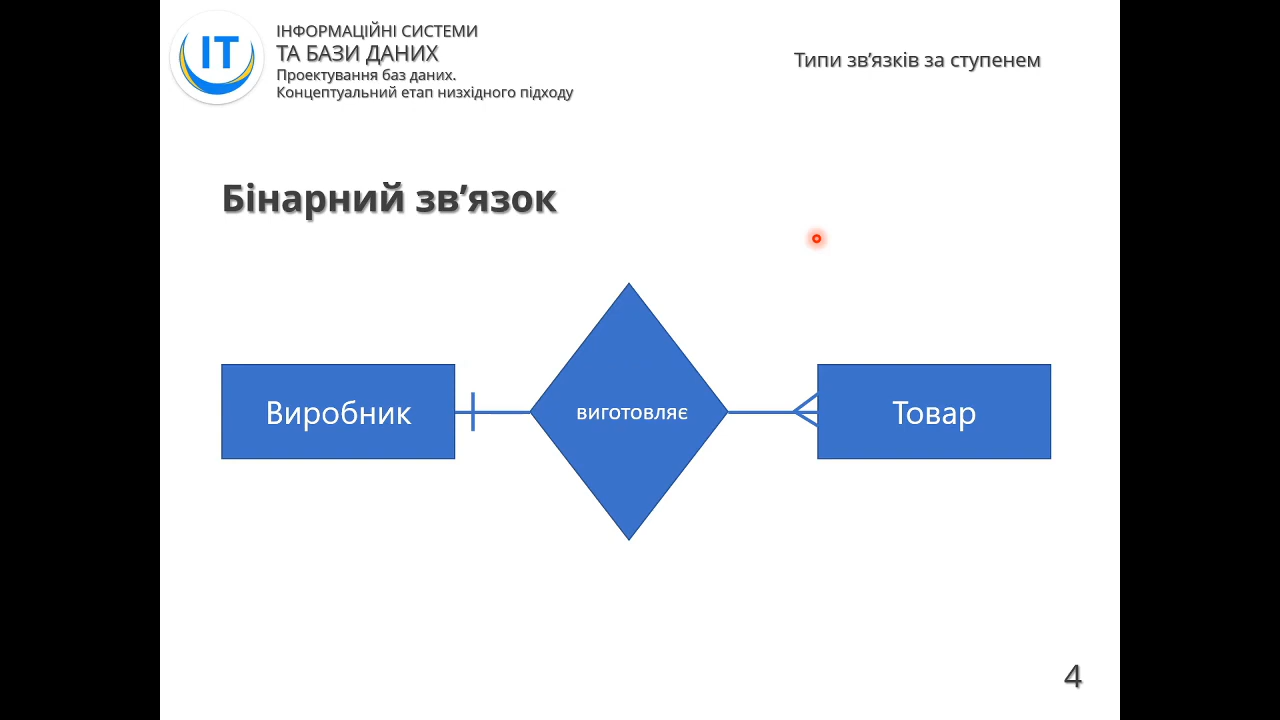 ІТ
ІНФОРМАЦІЙНІ СИСТЕМИ
ТА БАЗИ ДАНИХ
Проектування баз даних.
Концептуальний етап низхідного підходу
Типи зв’язків за ступенем
Бінарний зв’язок
Виробник
виготовляє
Товар
4